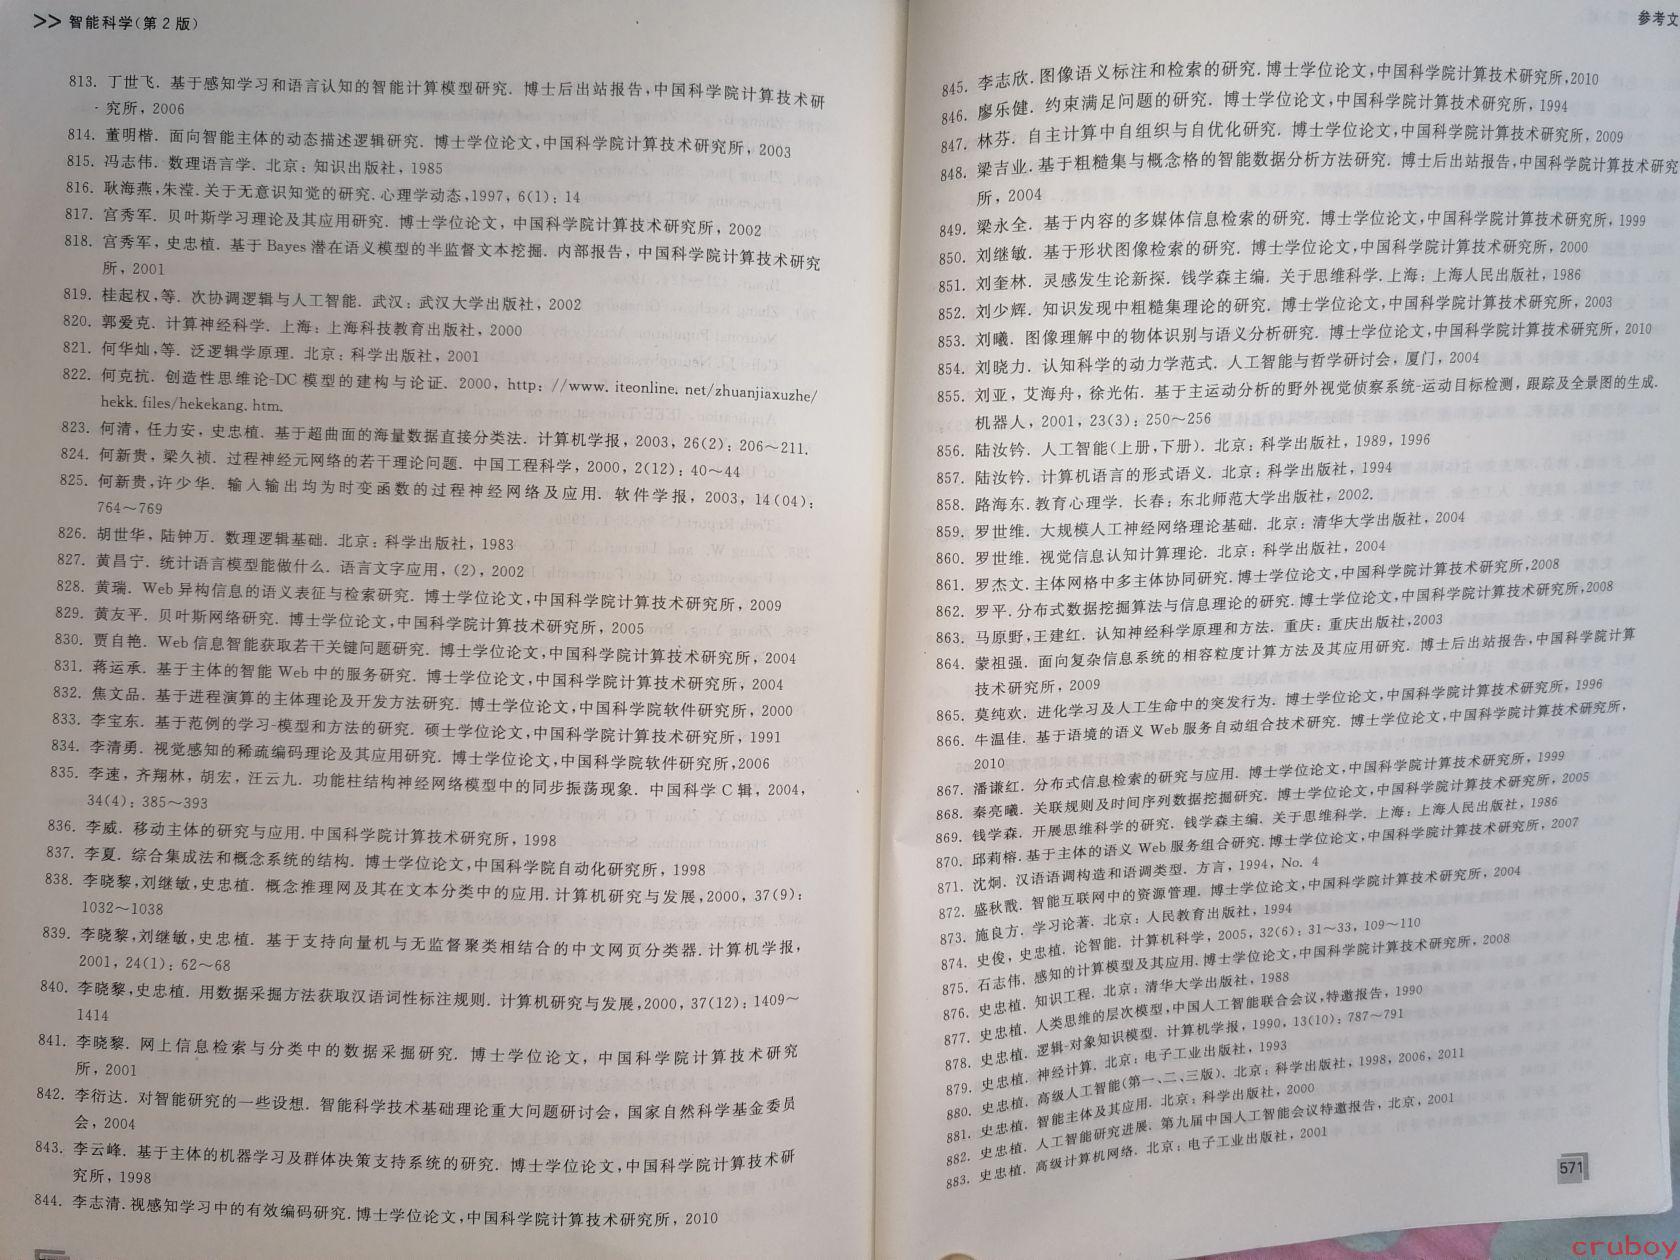 >> 智能科学(第2版)
813. 丁世飞. 基于感知学习和语言认知的智能计算模型研究. 博士后出站报告,中国科学院计算技术研
究所, 2006
814. 董明楷. 面向智能主体的动态描述逻辑研究. 博士学位论文,中国科学院计算技术研究所, 2003
815. 冯志伟. 数理语言学. 北京: 知识出版社, 1985
816. 耿海燕,朱滢.关于无意识知觉的研究.心理学动态,1997, 6(1): 14
817. 宫秀军. 贝叶斯学习理论及其应用研究. 博士学位论文, 中国科学院计算技术研究所, 2002
818. 宫秀军, 史忠植. 基于 Bayes 潜在语义模型的半监督文本挖掘. 内部报告, 中国科学院计算技术研究
所, 2001
819. 桂起权,等. 次协调逻辑与人工智能. 武汉: 武汉大学出版社, 2002
820. 郭爱克. 计算神经科学. 上海: 上海科技教育出版社, 2000
821. 何华灿,等. 泛逻辑学原理. 北京: 科学出版社, 2001
822. 何克抗. 创造性思维论-DC 模型的建构与论证. 2000, http: //www. iteonline. net/zhuanjiaxuzhe/
hekk. files/hekekang. htm.
823. 何清, 任力安, 史忠植. 基于超曲面的海量数据直接分类法. 计算机学报, 2003, 26(2): 206～211.
824. 何新贵, 梁久祯. 过程神经元网络的若干理论问题. 中国工程科学, 2000, 2(12): 40～44
825. 何新贵,许少华. 输入输出均为时变函数的过程神经网络及应用. 软件学报, 2003, 14(04):
764～769
826. 胡世华, 陆钟万. 数理逻辑基础. 北京: 科学出版社, 1983
827. 黄昌宁. 统计语言模型能做什么. 语言文字应用, (2), 2002
828. 黄瑞. Web 异构信息的语义表征与检索研究. 博士学位论文,中国科学院计算技术研究所, 2009
829. 黄友平. 贝叶斯网络研究. 博士学位论文,中国科学院计算技术研究所, 2005
830. 贾自艳. Web 信息智能获取若干关键问题研究. 博士学位论文,中国科学院计算技术研究所, 2004
831. 蒋运承. 基于主体的智能 Web 中的服务研究. 博士学位论文,中国科学院计算技术研究所, 2004
832. 焦文品. 基于进程演算的主体理论及开发方法研究. 博士学位论文,中国科学院软件研究所, 2000
833. 李宝东. 基于范例的学习-模型和方法的研究. 硕士学位论文,中国科学院计算技术研究所, 1991
834. 李清勇. 视觉感知的稀疏编码理论及其应用研究. 博士学位论文,中国科学院软件研究所,2006
835. 李速, 齐翔林, 胡宏, 汪云九. 功能柱结构神经网络模型中的同步振荡现象. 中国科学 C 辑, 2004,
34(4): 385～393
836. 李威. 移动主体的研究与应用. 中国科学院计算技术研究所, 1998
837. 李夏. 综合集成法和概念系统的结构. 博士学位论文,中国科学院自动化研究所, 1998
838. 李晓黎,刘继敏,史忠植. 概念推理网及其在文本分类中的应用. 计算机研究与发展,2000, 37(9):
1032～1038
839. 李晓黎,刘继敏,史忠植. 基于支持向量机与无监督聚类相结合的中文网页分类器. 计算机学报,
2001, 24(1): 62～68
840. 李晓黎,史忠植. 用数据采掘方法获取汉语词性标注规则. 计算机研究与发展,2000, 37(12): 1409～
1414
841. 李晓黎. 网上信息检索与分类中的数据采掘研究. 博士学位论文, 中国科学院计算技术研究
所, 2001
842. 李衍达. 对智能研究的一些设想. 智能科学技术基础理论重大问题研讨会, 国家自然科学基金委员
会, 2004
843. 李云峰. 基于主体的机器学习及群体决策支持系统的研究. 博士学位论文,中国科学院计算技术研
究所, 1998
844. 李志清. 视感知学习中的有效编码研究. 博士学位论文,中国科学院计算技术研究所, 2010
参考文
845. 李志欣. 图像语义标注和检索的研究. 博士学位论文,中国科学院计算技术研究所,2010
846. 廖乐健. 约束满足问题的研究. 博士学位论文,中国科学院计算技术研究所, 1994
847. 林芬. 自主计算中自组织与自优化研究. 博士学位论文,中国科学院计算技术研究所, 2009
848. 梁吉业. 基于粗糙集与概念格的智能数据分析方法研究. 博士后出站报告,中国科学院计算技术研究
所, 2004
849. 梁永全. 基于内容的多媒体信息检索的研究. 博士学位论文,中国科学院计算技术研究所, 1999
850. 刘继敏. 基于形状图像检索的研究. 博士学位论文,中国科学院计算技术研究所, 2000
851. 刘奎林. 灵感发生论新探. 钱学森主编. 关于思维科学. 上海: 上海人民出版社, 1986
852. 刘少辉. 知识发现中粗糙集理论的研究. 博士学位论文,中国科学院计算技术研究所, 2003
853. 刘曦. 图像理解中的物体识别与语义分析研究. 博士学位论文,中国科学院计算技术研究所, 2010
854. 刘晓力. 认知科学的动力学范式. 人工智能与哲学研讨会, 厦门, 2004
855. 刘亚, 艾海舟, 徐光佑. 基于主运动分析的野外视觉侦察系统-运动目标检测, 跟踪及全景图的生成.
机器人, 2001, 23(3): 250～256
856. 陆汝钤. 人工智能(上册,下册). 北京: 科学出版社, 1989, 1996
857. 陆汝钤. 计算机语言的形式语义. 北京: 科学出版社, 1994
858. 路海东. 教育心理学. 长春: 东北师范大学出版社, 2002.
859. 罗世维. 大规模人工神经网络理论基础. 北京: 清华大学出版社, 2004
860. 罗世维. 视觉信息认知计算理论. 北京: 科学出版社, 2004
861. 罗杰文. 主体网格中多主体协同研究. 博士学位论文,中国科学院计算技术研究所,2008
862. 罗平. 分布式数据挖掘算法与信息理论的研究. 博士学位论文,中国科学院计算技术研究所,2008
863. 马原野,王建红. 认知神经科学原理和方法. 重庆: 重庆出版社,2003
864. 蒙祖强. 面向复杂信息系统的相容粒度计算方法及其应用研究. 博士后出站报告,中国科学院计算
技术研究所, 2009
865. 莫纯欢. 进化学习及人工生命中的突发行为. 博士学位论文,中国科学院计算技术研究所, 1996
866. 牛温佳. 基于语境的语义 Web 服务自动组合技术研究. 博士学位论文,中国科学院计算技术研究所,
2010
867. 潘谦红. 分布式信息检索的研究与应用. 博士学位论文,中国科学院计算技术研究所, 1999
868. 秦亮曦. 关联规则及时间序列数据挖掘研究. 博士学位论文,中国科学院计算技术研究所, 2005
869. 钱学森. 开展思维科学的研究. 钱学森主编. 关于思维科学. 上海: 上海人民出版社, 1986
870. 邱莉榕. 基于主体的语义 Web 服务组合研究. 博士学位论文,中国科学院计算技术研究所, 2007
871. 沈炯. 汉语语调构造和语调类型. 方言, 1994, No. 4
872. 盛秋戬. 智能互联网中的资源管理. 博士学位论文,中国科学院计算技术研究所, 2004
873. 施良方. 学习论著. 北京: 人民教育出版社, 1994
874. 史俊, 史忠植. 论智能. 计算机科学, 2005, 32(6): 31～33, 109～110
875. 石志伟. 感知的计算模型及其应用. 博士学位论文,中国科学院计算技术研究所, 2008
876. 史忠植. 知识工程. 北京: 清华大学出版社, 1988
877. 史忠植. 人类思维的层次模型,中国人工智能联合会议,特邀报告, 1990
878. 史忠植. 逻辑-对象知识模型. 计算机学报, 1990, 13(10): 787～791
879. 史忠植. 神经计算. 北京: 电子工业出版社, 1993
880. 史忠植. 高级人工智能(第一、二、三版). 北京: 科学出版社, 1998, 2006, 2011
881. 史忠植. 智能主体及其应用. 北京: 科学出版社, 2000
882. 史忠植. 人工智能研究进展. 第九届中国人工智能会议特邀报告, 北京, 2001
883. 史忠植. 高级计算机网络. 北京: 电子工业出版社, 2001
571
cruboy